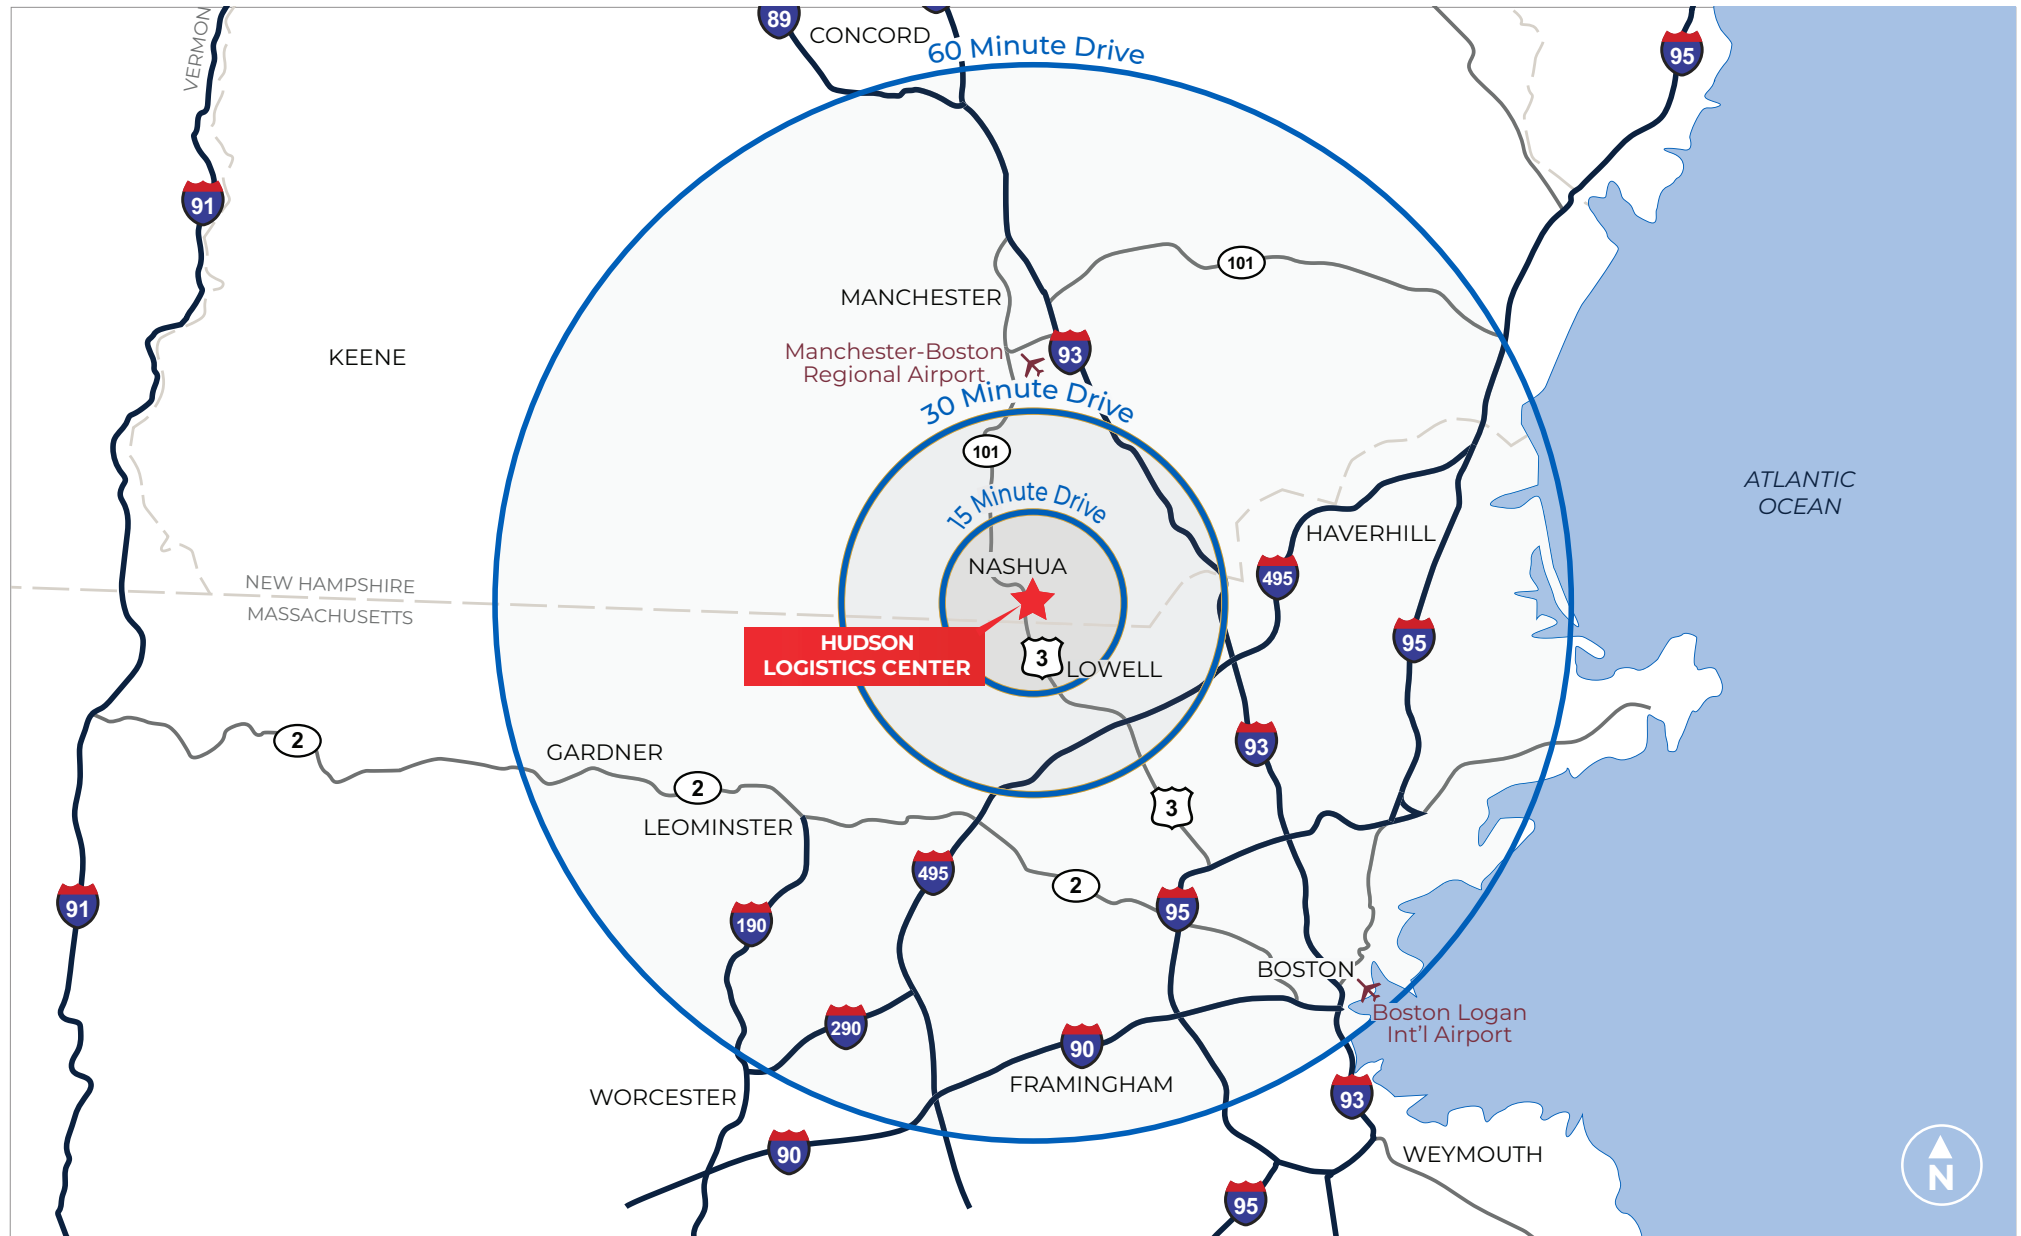 89
CONCORD
60 Minute Drive
95
VERMON
91
101
MANCHESTER
KEENE
Manchester-Boston
Regional Airport
93
30 Minute Drive
101
15 Minute Drive
ATLANTIC
OCEAN
HAVERHILL
NASHUA
495
NEW HAMPSHIRE
MASSACHUSETTS
HUDSON
LOGISTICS CENTER
3
LOWELL
95
2
GARDNER
93
2
3
LEOMINSTER
495
2
91
190
95
BOSTON
Boston Logan
Int'l Airport
290
90
FRAMINGHAM
WORCESTER
93
90
WEYMOUTH
95
N